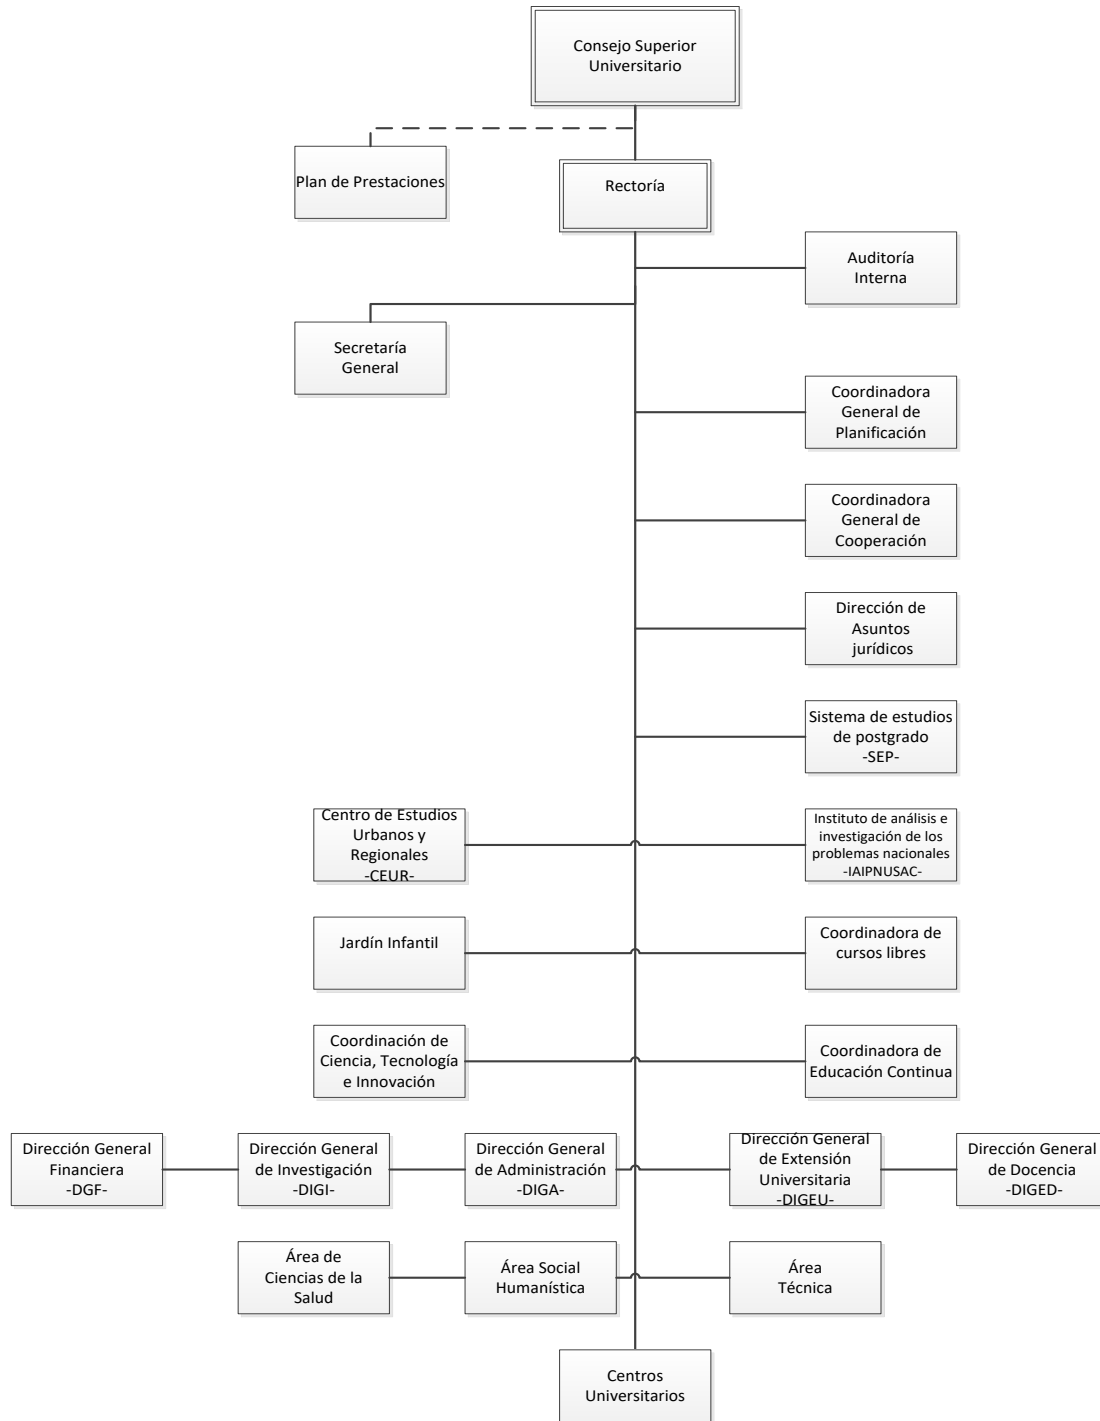 Consejo Superior
Universitario
Plan de Prestaciones
Rectoría
Auditoría
Interna
Secretaría
General
Coordinadora
General de
Planificación
Coordinadora
General de
Cooperación
Dirección de
Asuntos
jurídicos
Sistema de estudios
de postgrado
-SEP-
Centro de Estudios
Urbanos y
Regionales
-CEUR-
Instituto de análisis e
investigación de los
problemas nacionales
-IAIPNUSAC-
Jardín Infantil
Coordinadora de
cursos libres
Coordinación de
Ciencia, Tecnología
e Innovación
Coordinadora de
Educación Continua
Dirección General
Financiera
-DGF-
Dirección General
de Investigación
-DIGI-
Dirección General
de Administración
-DIGA-
Dirección General
de Extensión
Universitaria
-DIGEU-
Dirección General
de Docencia
-DIGED-
Área de
Ciencias de la
Salud
Área Social
Humanística
Área
Técnica
Centros
Universitarios